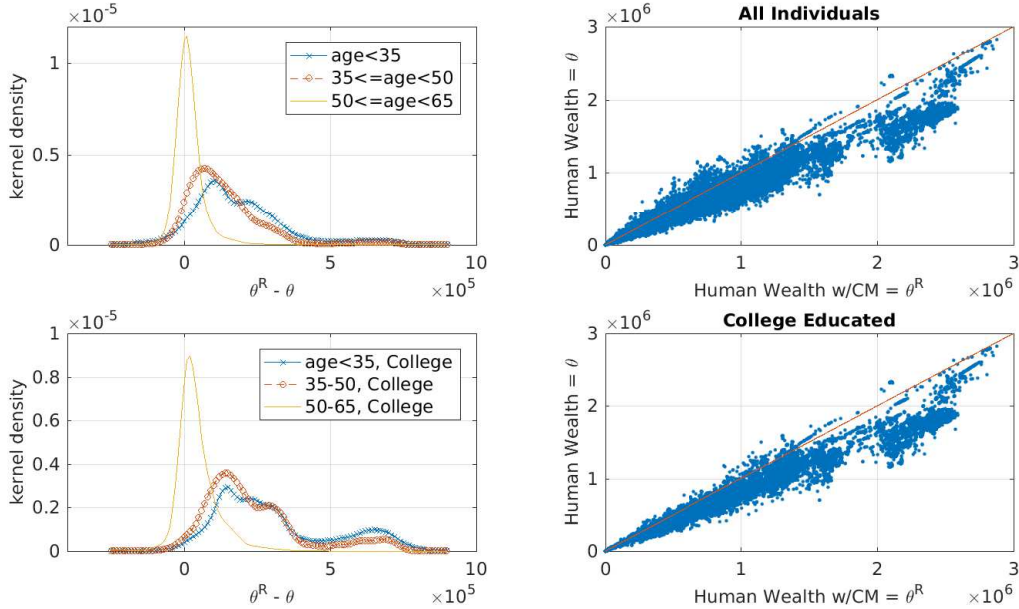 ×10⁻⁵
1
0.5
0
kernel density
age<35
35<=age<50
50<=age<65
0
5
10
θᴿ - θ
×10⁵
All Individuals
×10⁶
3
2
1
0
Human Wealth = θ
0
1
2
3
Human Wealth w/CM = θᴿ
×10⁶
×10⁻⁵
1
0.8
0.6
0.4
0.2
0
kernel density
age<35, College
35-50, College
50-65, College
0
5
10
θᴿ - θ
×10⁵
College Educated
×10⁶
3
2
1
0
Human Wealth = θ
0
1
2
3
Human Wealth w/CM = θᴿ
×10⁶